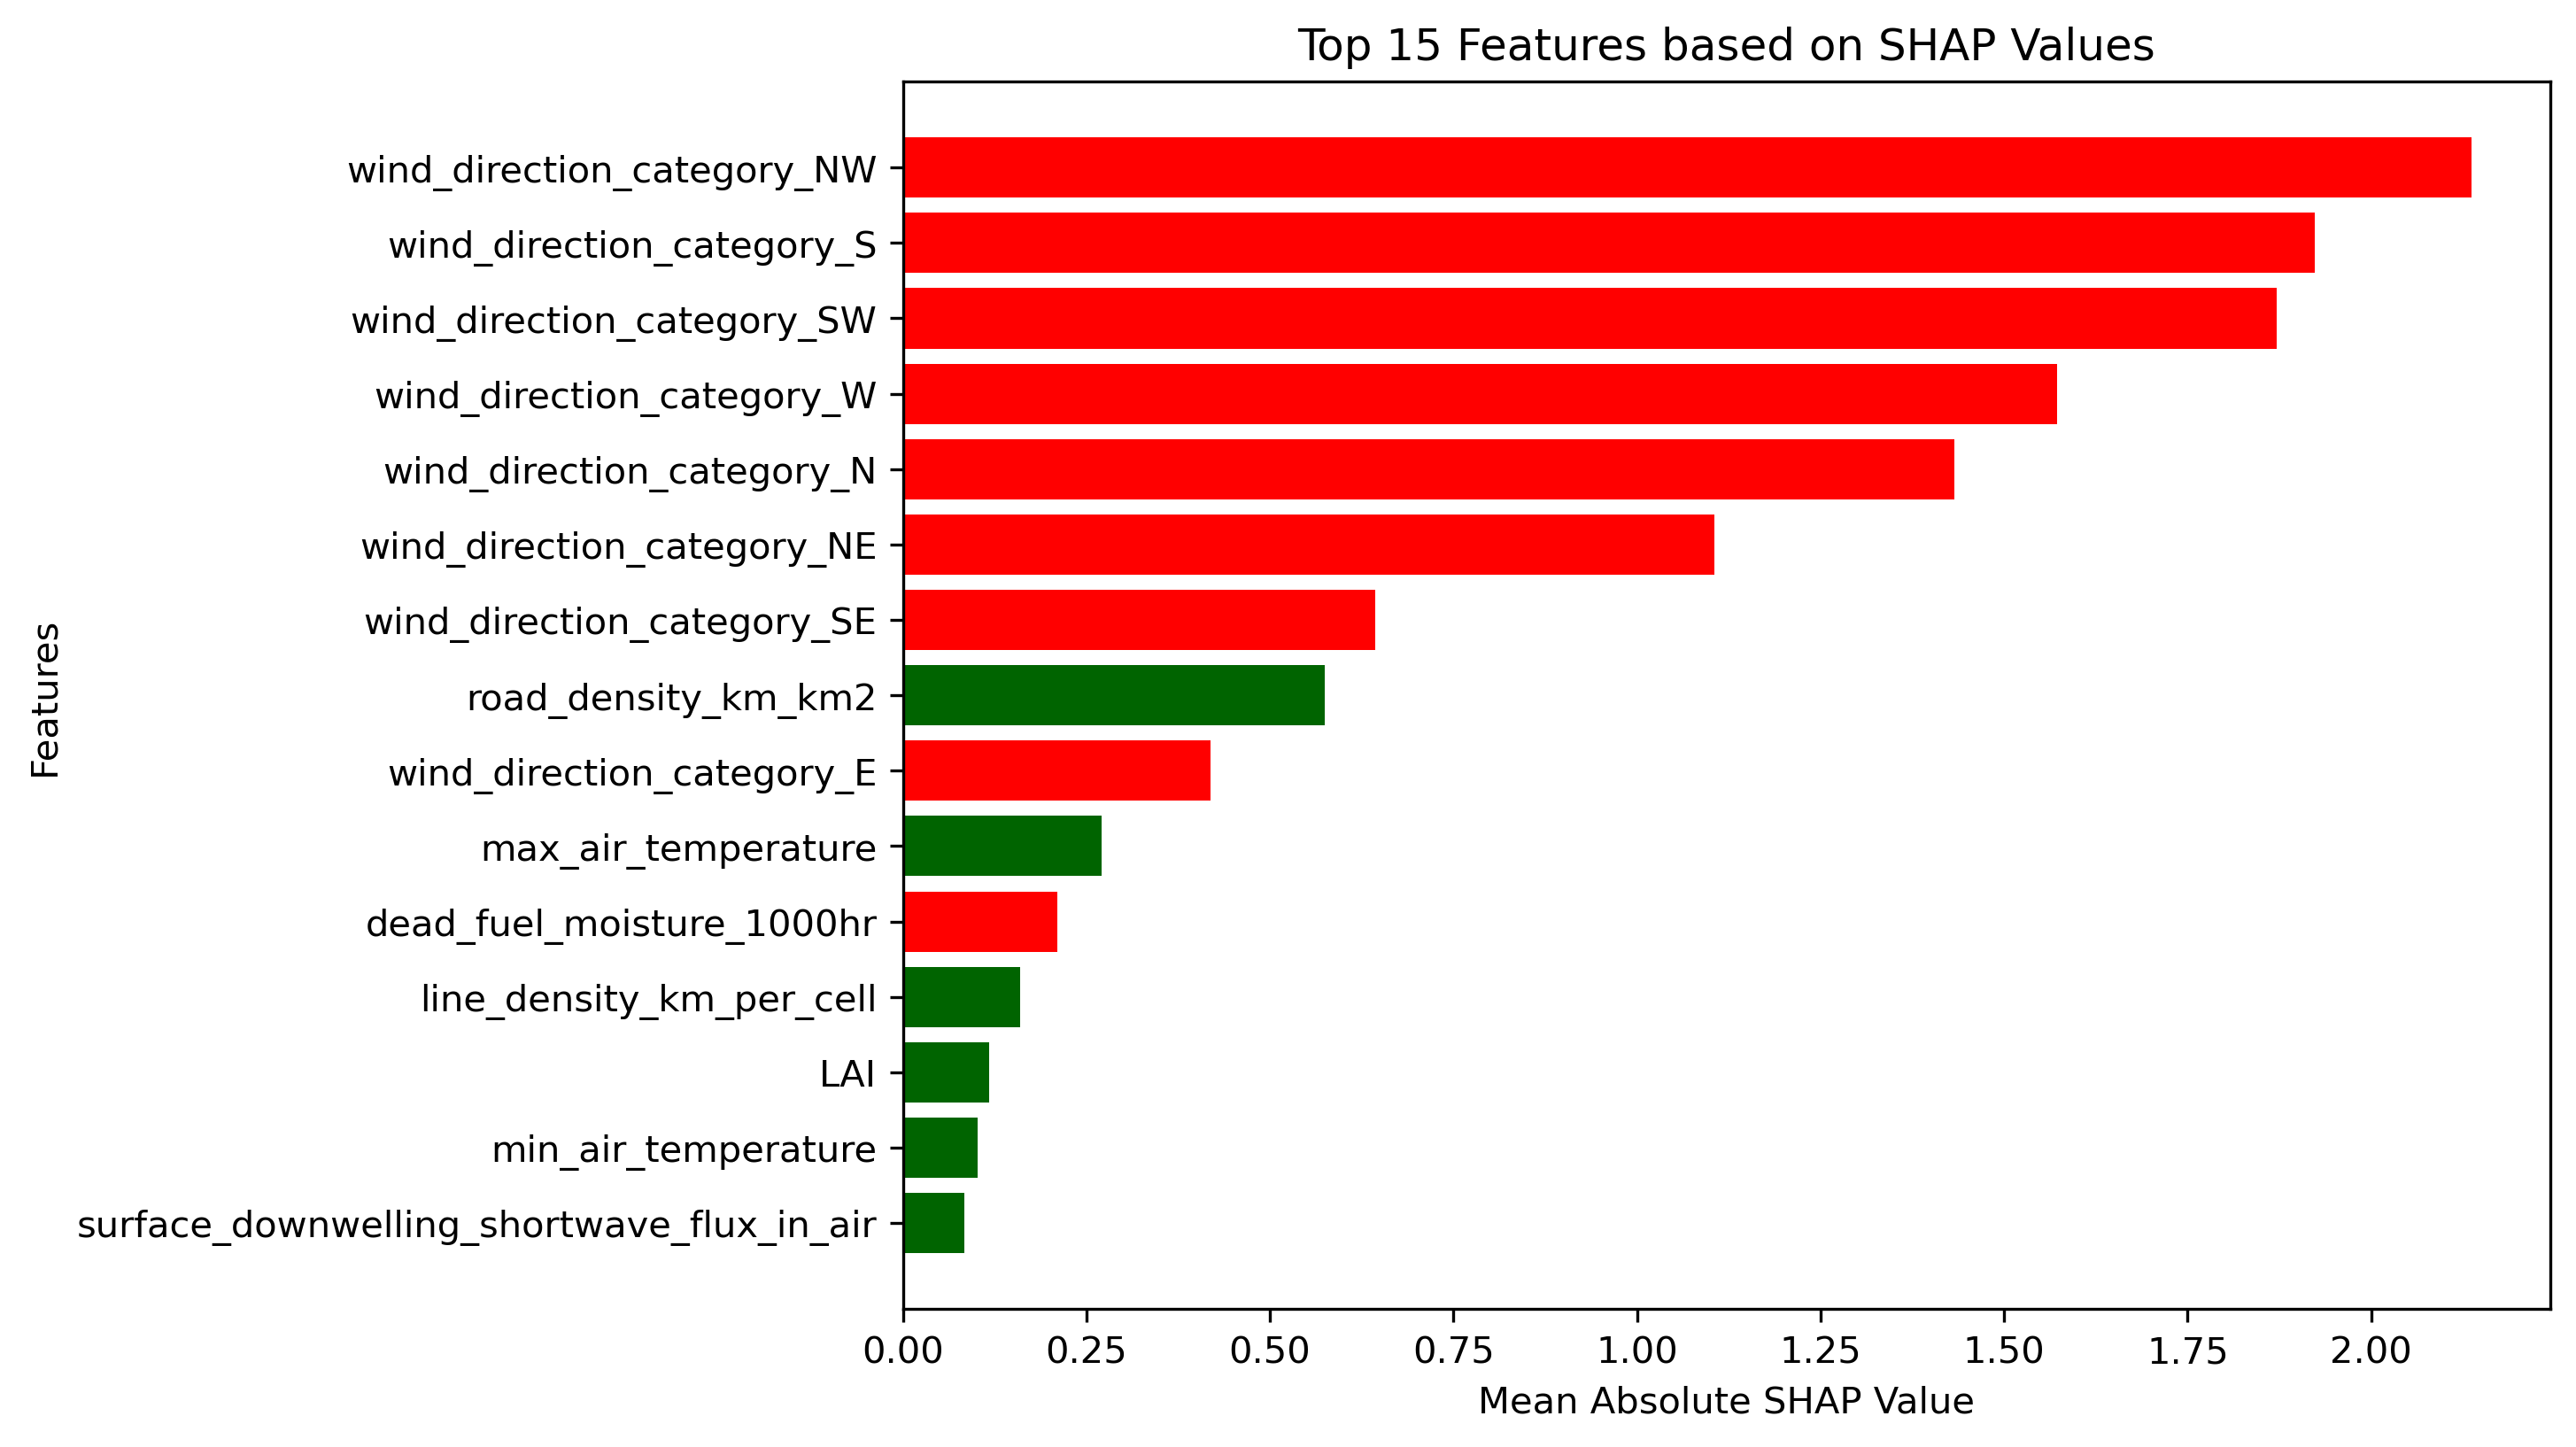 Top 15 Features based on SHAP Values
Features
wind_direction_category_NW
wind_direction_category_S
wind_direction_category_SW
wind_direction_category_W
wind_direction_category_N
wind_direction_category_NE
wind_direction_category_SE
road_density_km_km2
wind_direction_category_E
max_air_temperature
dead_fuel_moisture_1000hr
line_density_km_per_cell
LAI
min_air_temperature
surface_downwelling_shortwave_flux_in_air
0.00 0.25 0.50 0.75 1.00 1.25 1.50 1.75 2.00
Mean Absolute SHAP Value